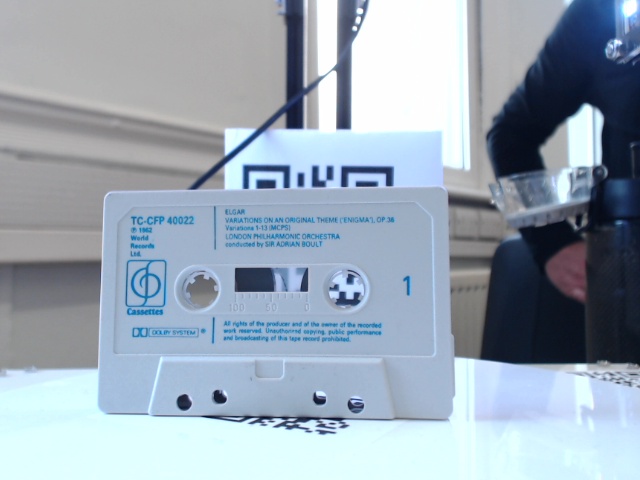 TC-CFP 40022
℗ 1962
World
Records
Ltd.
Cassettes
DOLBY SYSTEM ®
ELGAR
VARIATIONS ON AN ORIGINAL THEME ('ENIGMA'), OP.36
Variations 1-13 (MCPS)
LONDON PHILHARMONIC ORCHESTRA
conducted by SIR ADRIAN BOULT
100 50 0
1
All rights of the producer and of the owner of the recorded
work reserved. Unauthorised copying, public performance
and broadcasting of this tape record prohibited.